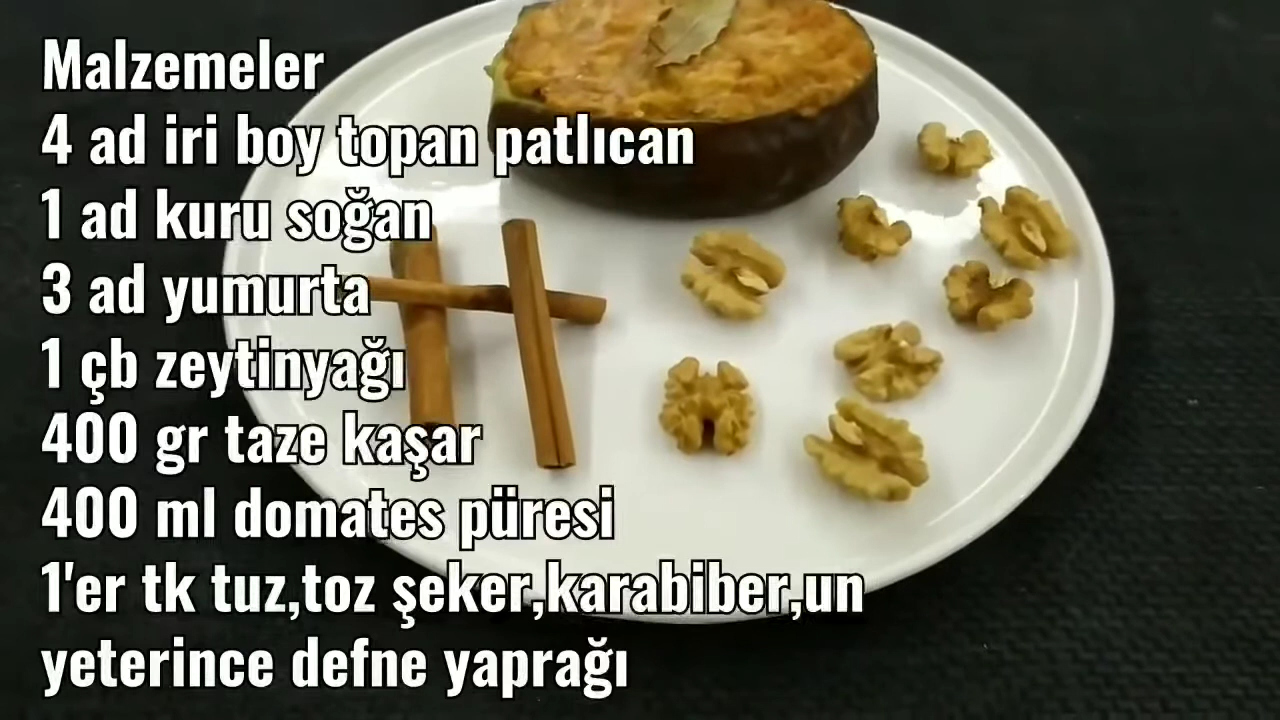 Malzemeler
4 ad iri boy topan patlıcan
1 ad kuru soğan
3 ad yumurta
1 çb zeytinyağı
400 gr taze kaşar
400 ml domates püresi
1'er tk tuz,toz şeker,karabiber,un
yeterince defne yaprağı